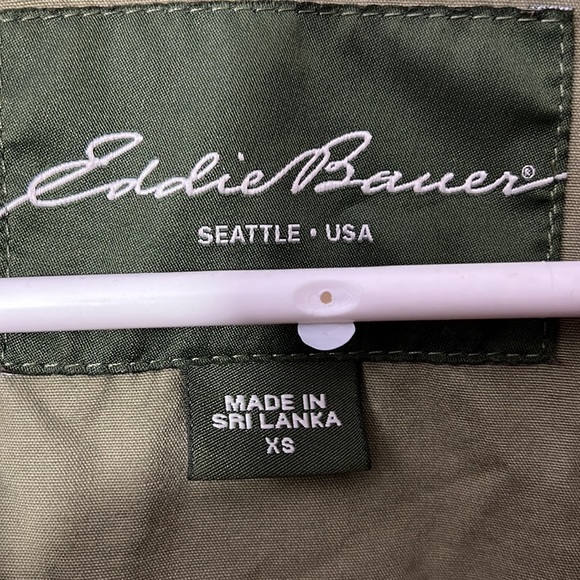 Eddie Bauer®
SEATTLE · USA
MADE IN
SRI LANKA
XS